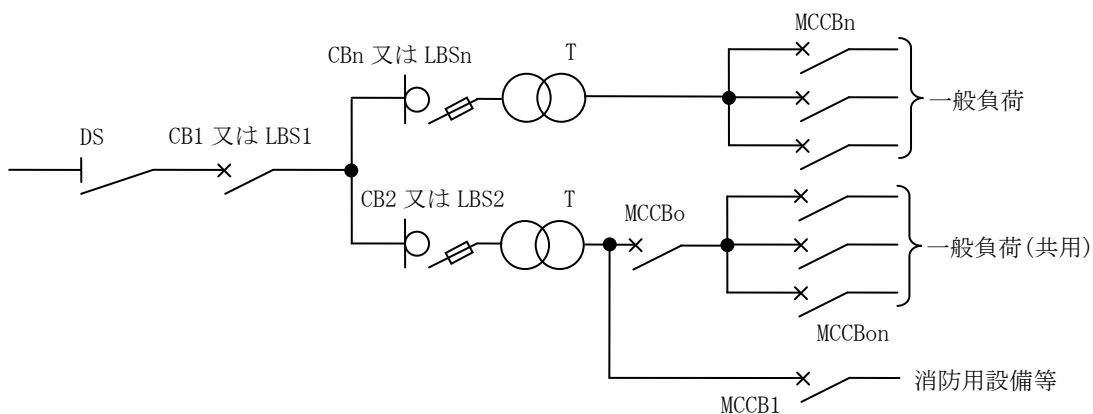 MCCBn
CBn 又は LBSn
T
一般負荷
DS
CB1 又は LBS1
CB2 又は LBS2
T
MCCBo
一般負荷(共用)
MCCBon
消防用設備等
MCCB1